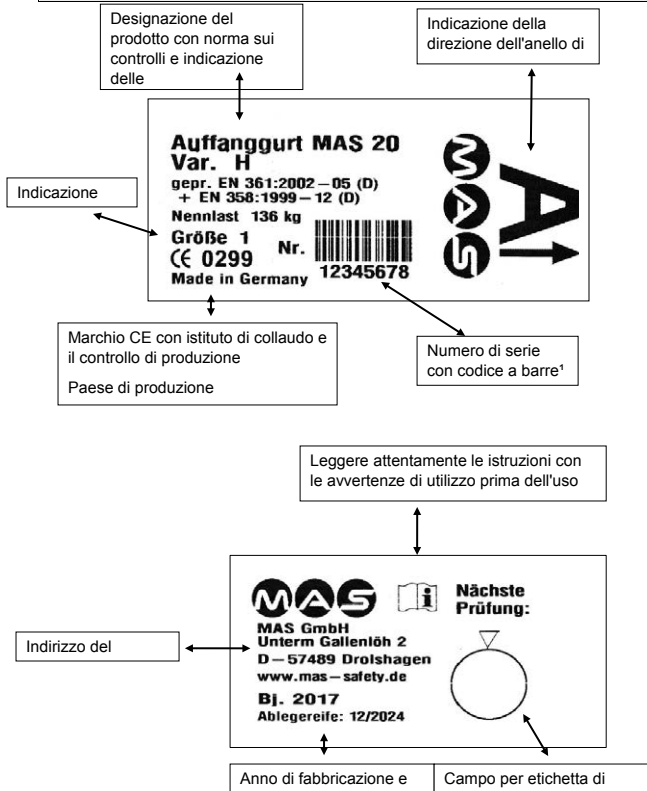 Designazione del
prodotto con norma sui
controlli e indicazione
delle
Indicazione della
direzione dell'anello di
Auffanggurt MAS 20
Var. H
gepr. EN 361:2002–05 (D)
+ EN 358:1999–12 (D)
Nennlast 136 kg
Größe 1
CE 0299
Made in Germany
Nr.
12345678
MAS
A
Indicazione
Marchio CE con istituto di collaudo e
il controllo di produzione
Paese di produzione
Numero di serie
con codice a barre¹
Leggere attentamente le istruzioni con
le avvertenze di utilizzo prima dell'uso
MAS
i
Nächste
Prüfung:
MAS GmbH
Unterm Gallenlöh 2
D–57489 Drolshagen
www.mas–safety.de
Bj. 2017
Ablegereife: 12/2024
Indirizzo del
Anno di fabbricazione e
Campo per etichetta di